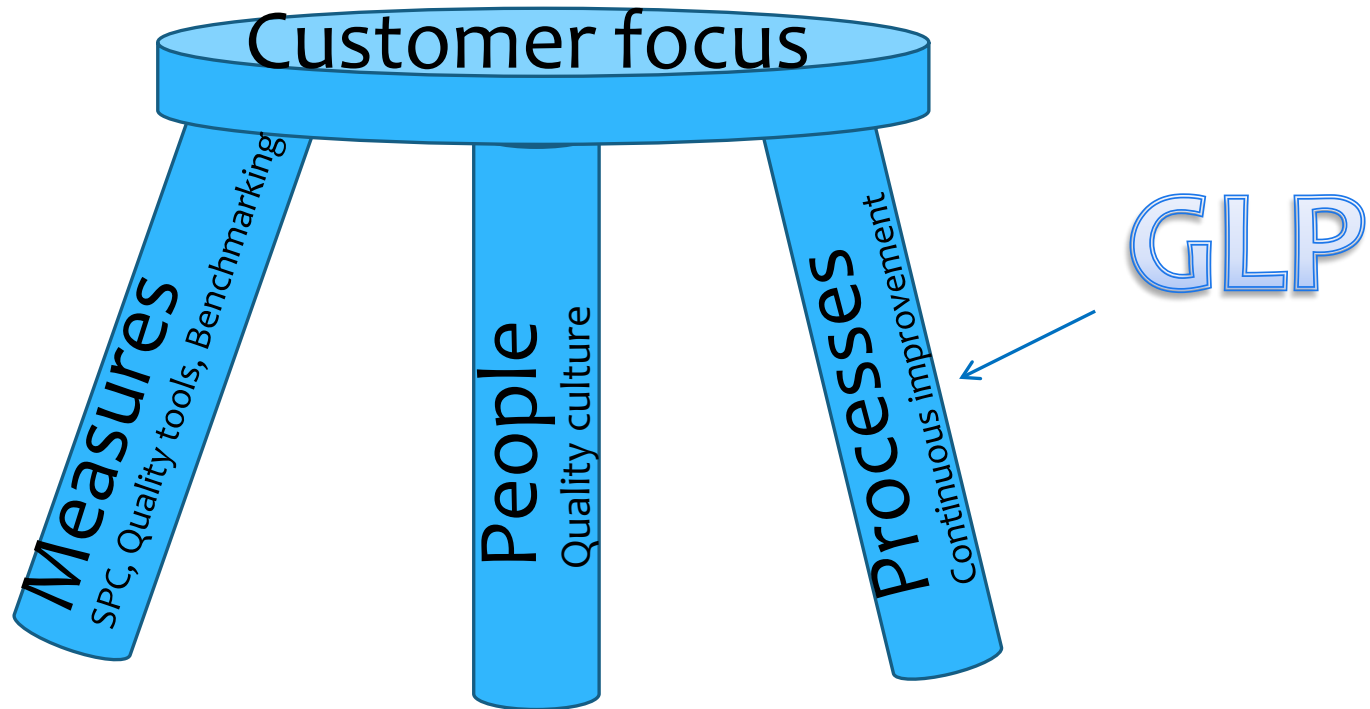 Customer focus
Measures
SPC, Quality tools, Benchmarking
People
Quality culture
Processes
Continuous improvement
GLP